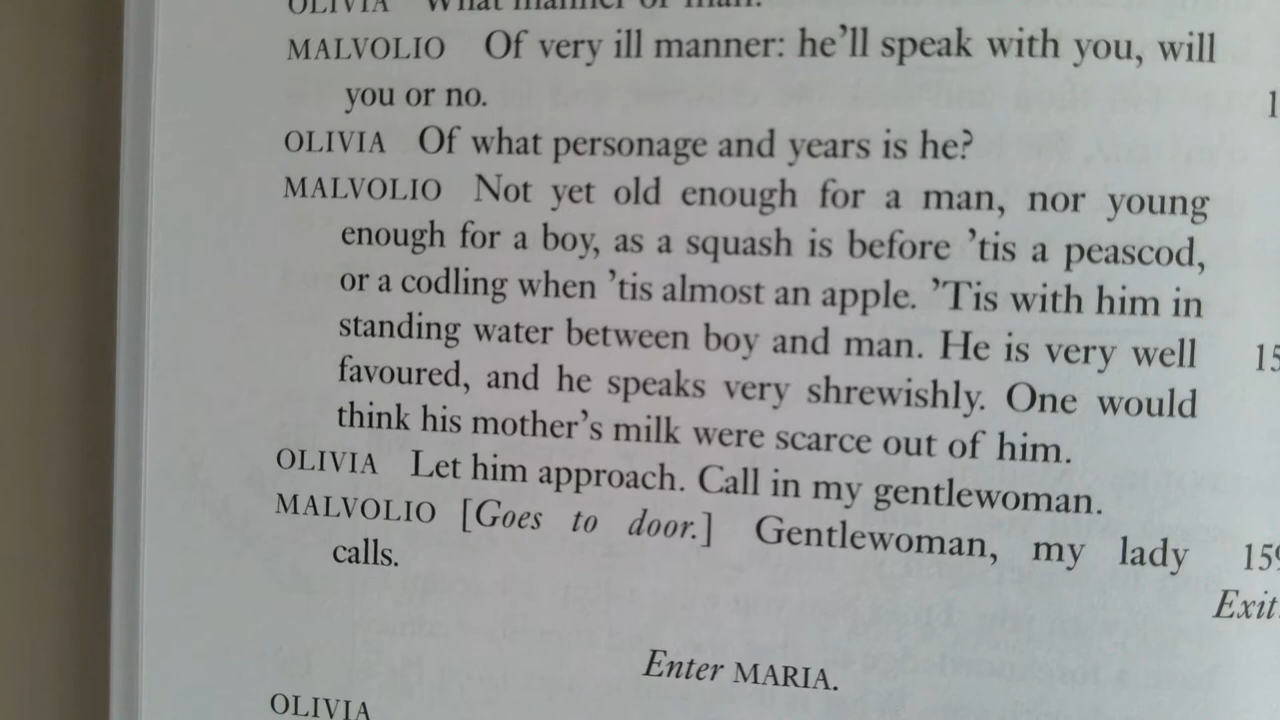 OLIVIA What manner of man?
MALVOLIO Of very ill manner: he'll speak with you, will
you or no.
OLIVIA Of what personage and years is he?
MALVOLIO Not yet old enough for a man, nor young
enough for a boy, as a squash is before 'tis a peascod,
or a codling when 'tis almost an apple. 'Tis with him in
standing water between boy and man. He is very well
favoured, and he speaks very shrewishly. One would
think his mother's milk were scarce out of him.
OLIVIA Let him approach. Call in my gentlewoman.
MALVOLIO [Goes to door.] Gentlewoman, my lady
calls.
Exit.
Enter MARIA.
OLIVIA